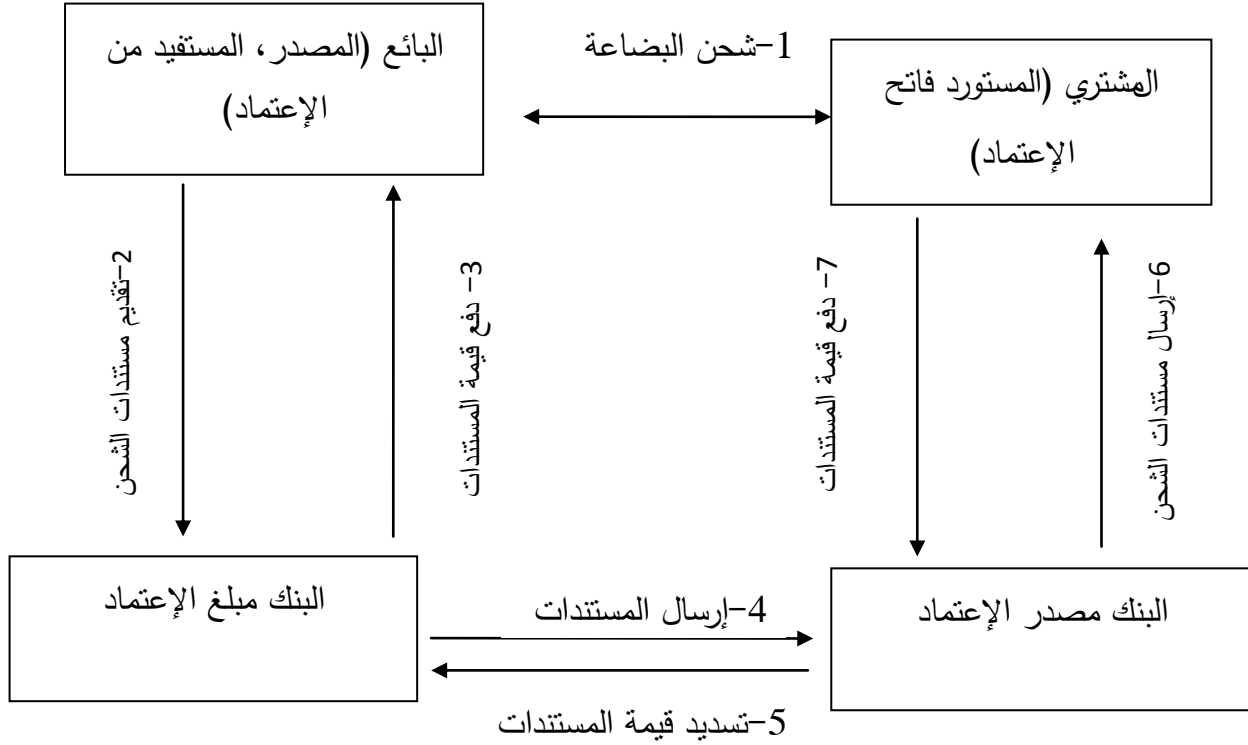 البائع (المصدر، المستفيد من
الإعتماد)
1-شحن البضاعة
المشتري (المستورد فاتح
الإعتماد)
2-تقديم مستندات الشحن
3- دفع قيمة المستندات
7- دفع قيمة المستندات
6-إرسال مستندات الشحن
البنك مبلغ الإعتماد
4-إرسال المستندات
5-تسديد قيمة المستندات
البنك مصدر الإعتماد